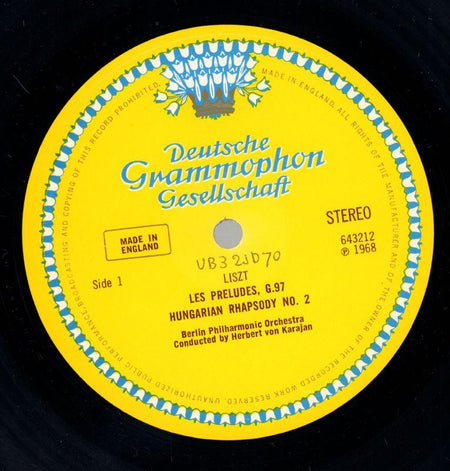 Deutsche
Grammophon
Gesellschaft
STEREO
643212
℗ 1968
MADE IN
ENGLAND
Side 1
LISZT
LES PRELUDES, G.97
HUNGARIAN RHAPSODY NO. 2
Berlin Philharmonic Orchestra
Conducted by Herbert von Karajan
MADE IN ENGLAND. ALL RIGHTS OF THE MANUFACTURER AND OF THE OWNER OF THE RECORDED WORK RESERVED. UNAUTHORIZED PUBLIC PERFORMANCE, BROADCASTING AND COPYING OF THIS RECORD PROHIBITED.